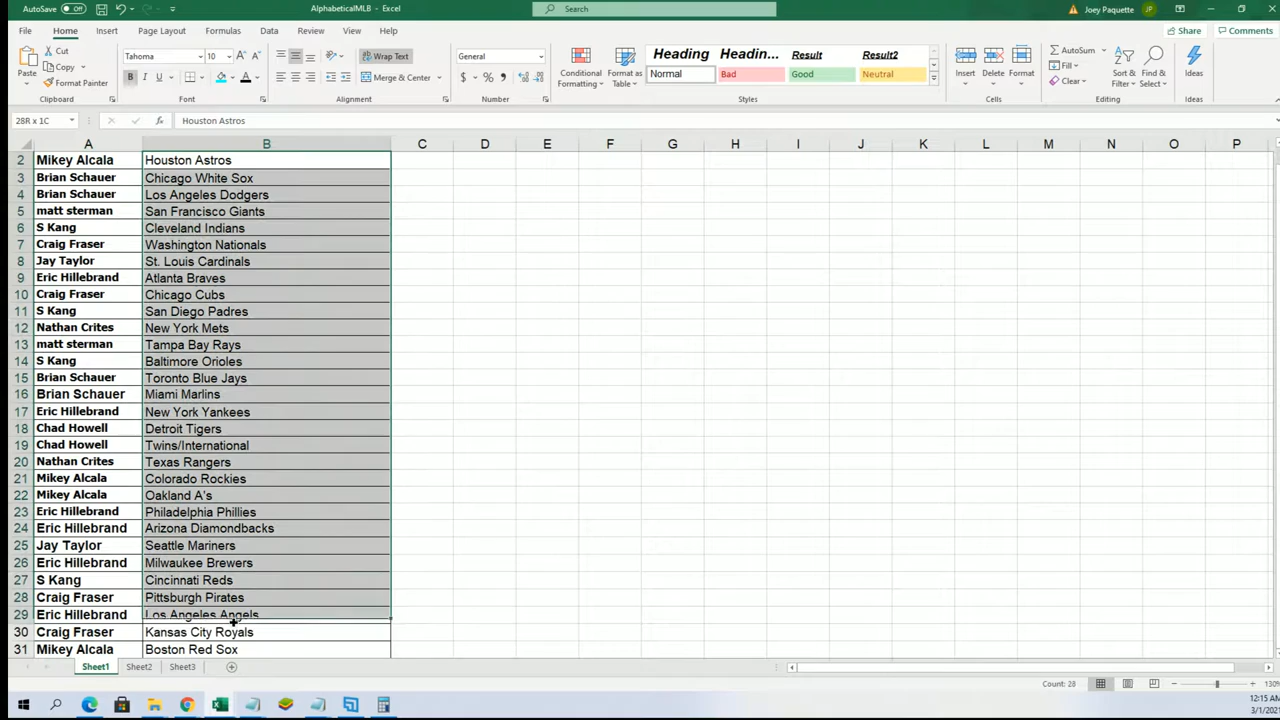 AutoSave Off AlphabeticalMLB - Excel Search Joey Paquette JP
File Home Insert Page Layout Formulas Data Review View Help Share Comments
Paste Cut Copy Format Painter Clipboard
Tahoma 10 B I U A Font
Wrap Text Merge & Center Alignment
General $ % , Number
Conditional Formatting Format as Table
Heading Headin... Result Result2
Normal Bad Good Neutral Styles
Insert Delete Format Cells
AutoSum Fill Clear Sort & Filter Find & Select Editing
Ideas Ideas
28R x 1C fx Houston Astros
A B C D E F G H I J K L M N O P
2 Mikey Alcala Houston Astros
3 Brian Schauer Chicago White Sox
4 Brian Schauer Los Angeles Dodgers
5 matt sterman San Francisco Giants
6 S Kang Cleveland Indians
7 Craig Fraser Washington Nationals
8 Jay Taylor St. Louis Cardinals
9 Eric Hillebrand Atlanta Braves
10 Craig Fraser Chicago Cubs
11 S Kang San Diego Padres
12 Nathan Crites New York Mets
13 matt sterman Tampa Bay Rays
14 S Kang Baltimore Orioles
15 Brian Schauer Toronto Blue Jays
16 Brian Schauer Miami Marlins
17 Eric Hillebrand New York Yankees
18 Chad Howell Detroit Tigers
19 Chad Howell Twins/International
20 Nathan Crites Texas Rangers
21 Mikey Alcala Colorado Rockies
22 Mikey Alcala Oakland A's
23 Eric Hillebrand Philadelphia Phillies
24 Eric Hillebrand Arizona Diamondbacks
25 Jay Taylor Seattle Mariners
26 Eric Hillebrand Milwaukee Brewers
27 S Kang Cincinnati Reds
28 Craig Fraser Pittsburgh Pirates
29 Eric Hillebrand Los Angeles Angels
30 Craig Fraser Kansas City Royals
31 Mikey Alcala Boston Red Sox
Sheet1 Sheet2 Sheet3
Count: 28 130%
12:15 AM
3/1/2021